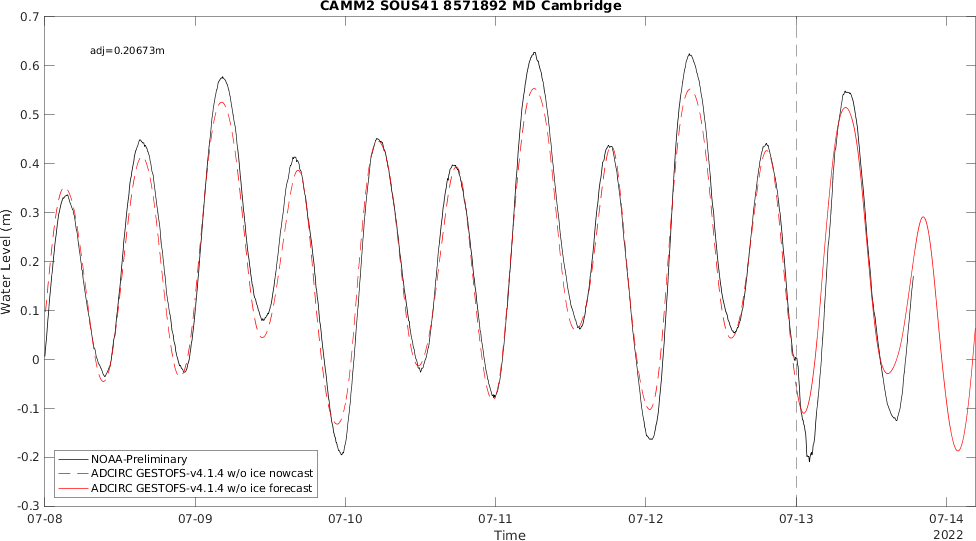 CAMM2 SOUS41 8571892 MD Cambridge
adj=0.20673m
0.7
0.6
0.5
0.4
0.3
0.2
0.1
0
-0.1
-0.2
-0.3
Water Level (m)
NOAA-Preliminary
ADCIRC GESTOFS-v4.1.4 w/o ice nowcast
ADCIRC GESTOFS-v4.1.4 w/o ice forecast
07-08 07-09 07-10 07-11 07-12 07-13 07-14
Time
2022